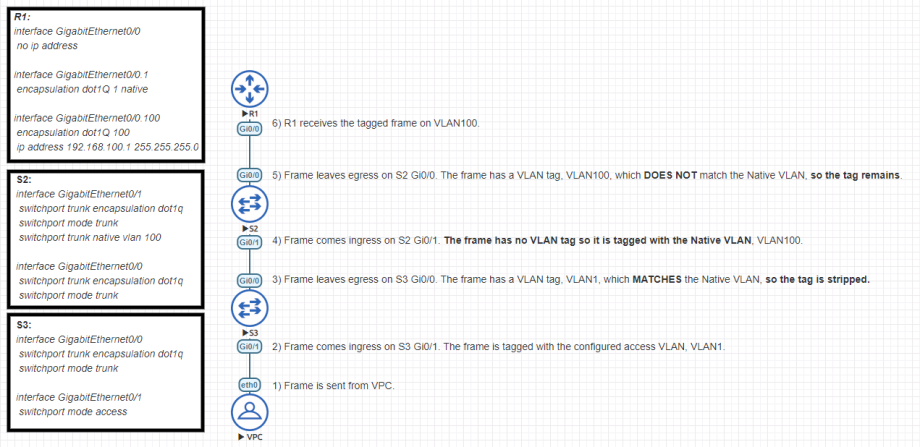 R1:
interface GigabitEthernet0/0
no ip address
interface GigabitEthernet0/0.1
encapsulation dot1Q 1 native
interface GigabitEthernet0/0.100
encapsulation dot1Q 100
ip address 192.168.100.1 255.255.255.0
S2:
interface GigabitEthernet0/1
switchport trunk encapsulation dot1q
switchport mode trunk
switchport trunk native vlan 100
interface GigabitEthernet0/0
switchport trunk encapsulation dot1q
switchport mode trunk
S3:
interface GigabitEthernet0/0
switchport trunk encapsulation dot1q
switchport mode trunk
interface GigabitEthernet0/1
switchport mode access
R1
Gi0/0
6) R1 receives the tagged frame on VLAN100.
Gi0/0
5) Frame leaves egress on S2 Gi0/0. The frame has a VLAN tag, VLAN100, which DOES NOT match the Native VLAN, so the tag remains.
S2
Gi0/1
4) Frame comes ingress on S2 Gi0/1. The frame has no VLAN tag so it is tagged with the Native VLAN, VLAN100.
Gi0/0
3) Frame leaves egress on S3 Gi0/0. The frame has a VLAN tag, VLAN1, which MATCHES the Native VLAN, so the tag is stripped.
S3
Gi0/1
2) Frame comes ingress on S3 Gi0/1. The frame is tagged with the configured access VLAN, VLAN1.
eth0
1) Frame is sent from VPC.
VPC